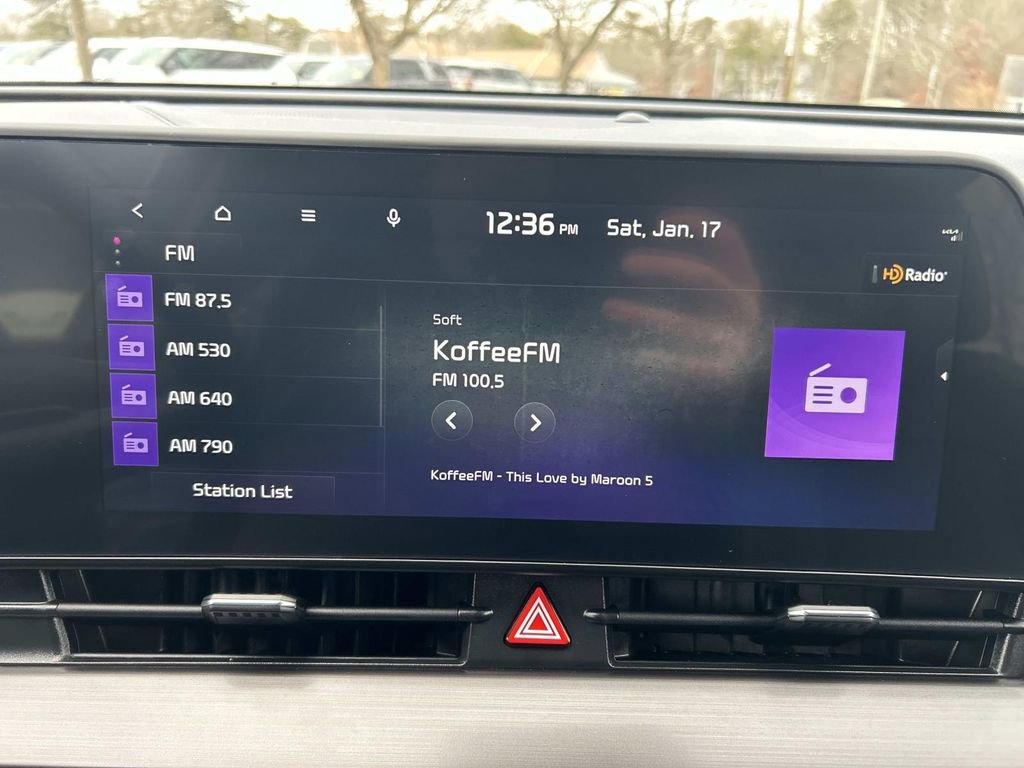 12:36 PM Sat, Jan. 17
KIA
FM
HD Radio
FM 87.5
AM 530
AM 640
AM 790
Station List
Soft
KoffeeFM
FM 100.5
KoffeeFM - This Love by Maroon 5